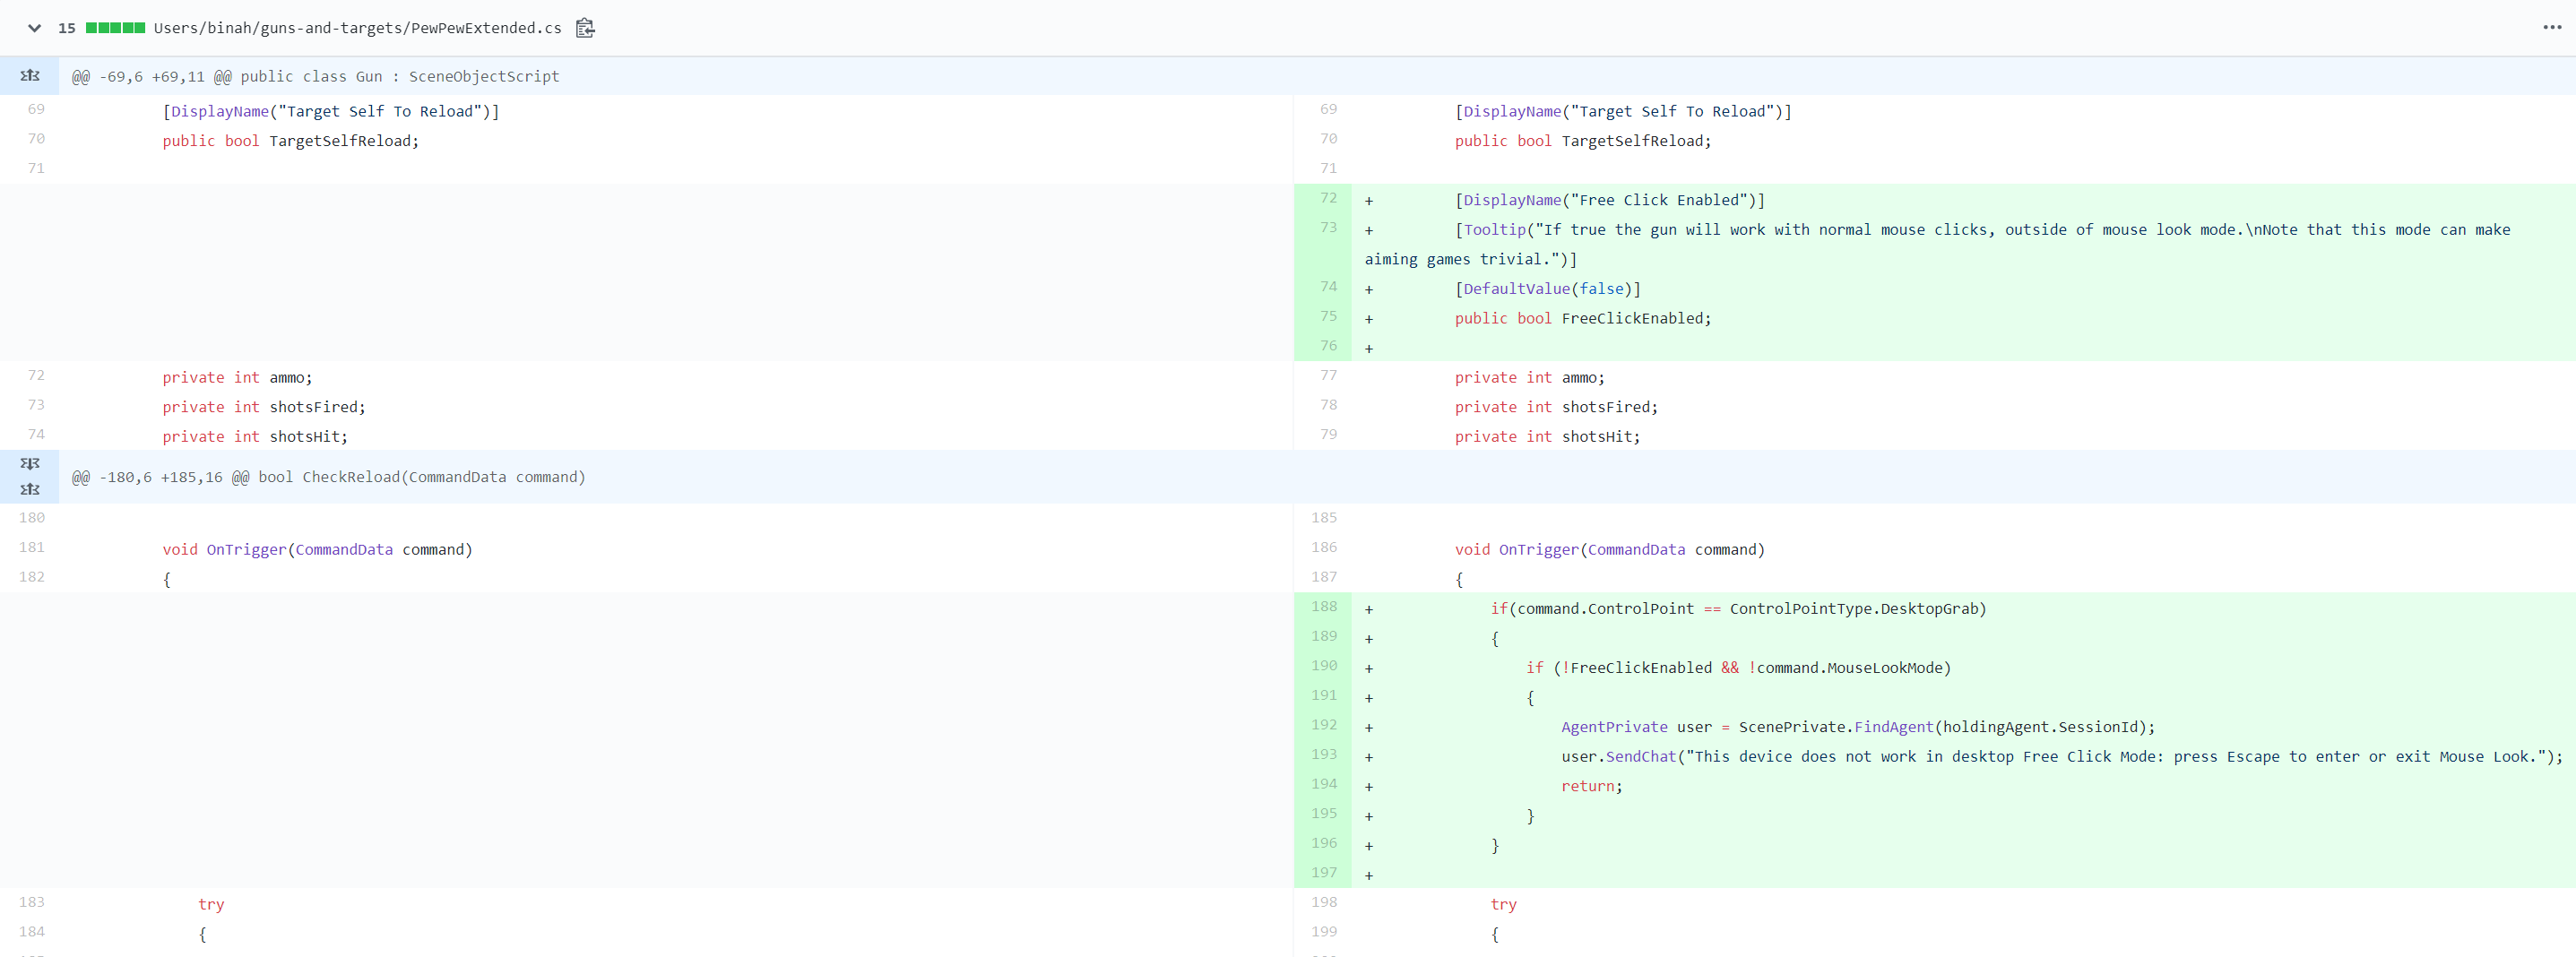 15 Users/binah/guns-and-targets/PewPewExtended.cs
@@ -69,6 +69,11 @@ public class Gun : SceneObjectScript
69 [DisplayName("Target Self To Reload")] 69 [DisplayName("Target Self To Reload")]
70 public bool TargetSelfReload; 70 public bool TargetSelfReload;
71 71
72 + [DisplayName("Free Click Enabled")]
73 + [Tooltip("If true the gun will work with normal mouse clicks, outside of mouse look mode.\nNote that this mode can make
aiming games trivial.")]
74 + [DefaultValue(false)]
75 + public bool FreeClickEnabled;
76 +
72 private int ammo; 77 private int ammo;
73 private int shotsFired; 78 private int shotsFired;
74 private int shotsHit; 79 private int shotsHit;
@@ -180,6 +185,16 @@ bool CheckReload(CommandData command)
180 185
181 void OnTrigger(CommandData command) 186 void OnTrigger(CommandData command)
182 { 187 {
188 + if(command.ControlPoint == ControlPointType.DesktopGrab)
189 + {
190 + if (!FreeClickEnabled && !command.MouseLookMode)
191 + {
192 + AgentPrivate user = ScenePrivate.FindAgent(holdingAgent.SessionId);
193 + user.SendChat("This device does not work in desktop Free Click Mode: press Escape to enter or exit Mouse Look.");
194 + return;
195 + }
196 + }
197 +
183 try 198 try
184 { 199 {